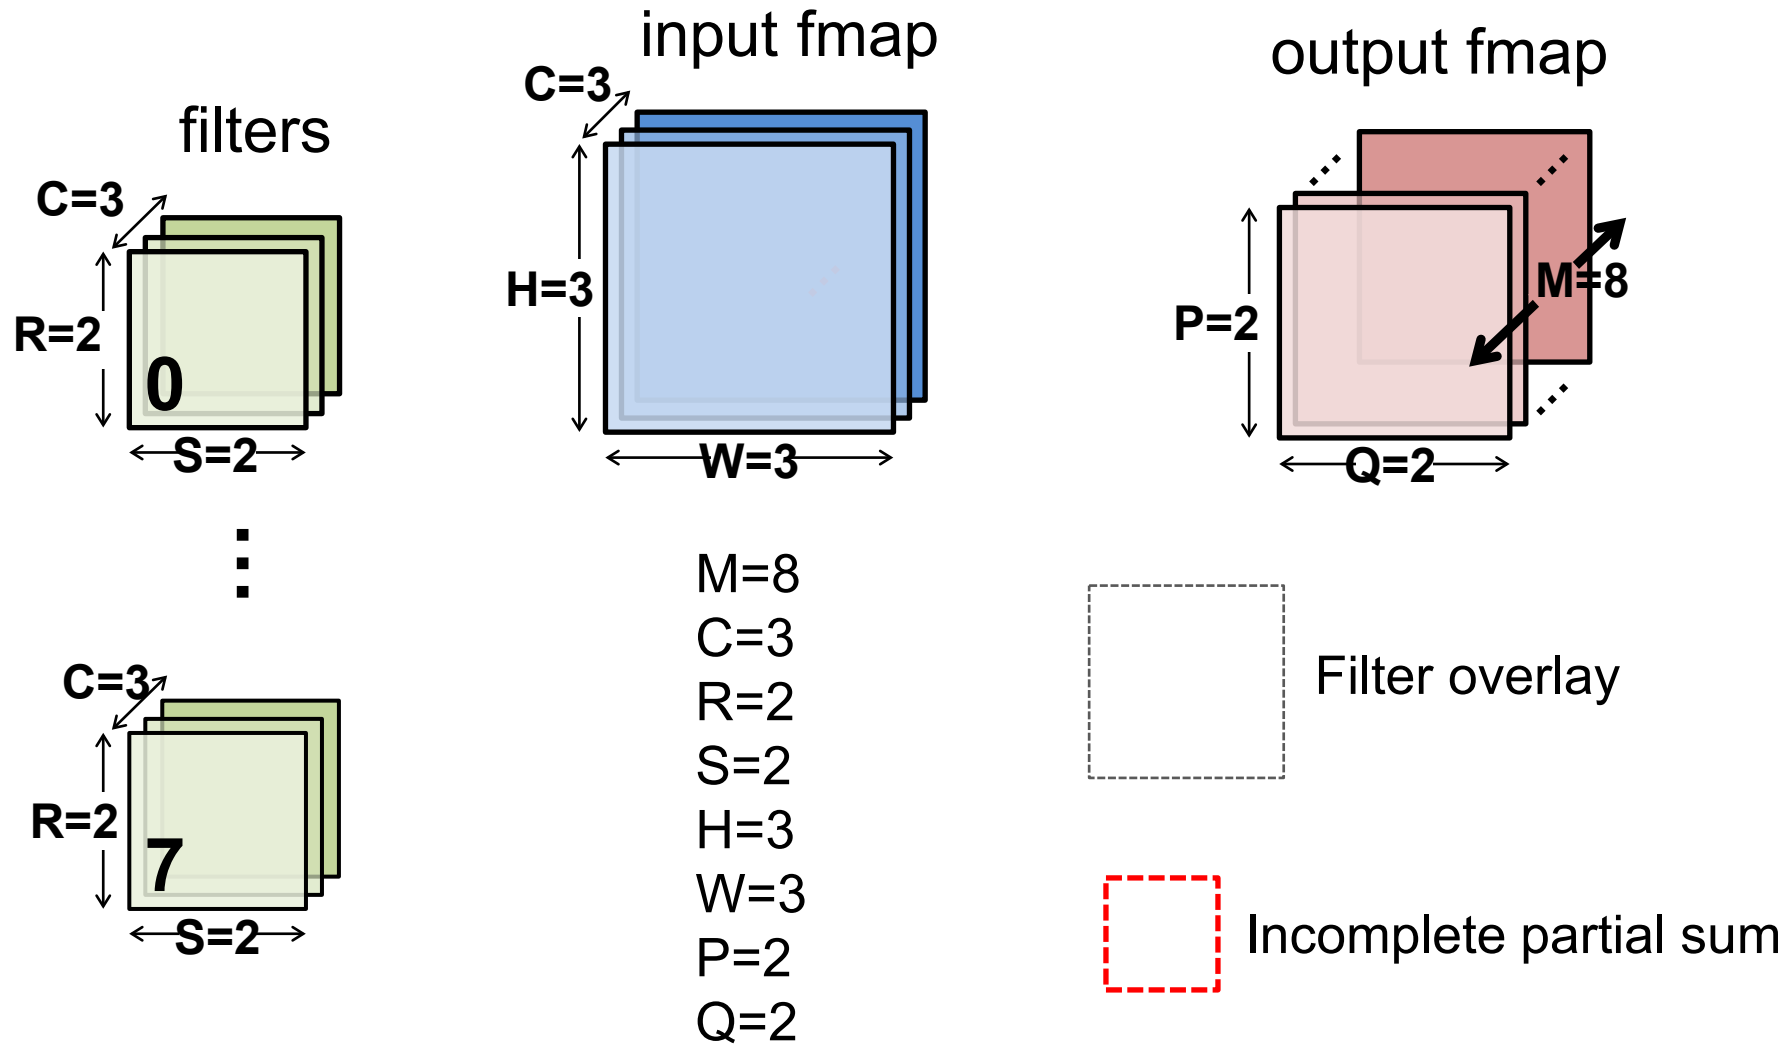 filters
C=3
R=2
0
S=2
⋮
C=3
R=2
7
S=2
input fmap
C=3
H=3
W=3
M=8
C=3
R=2
S=2
H=3
W=3
P=2
Q=2
output fmap
P=2
M=8
Q=2
Filter overlay
Incomplete partial sum